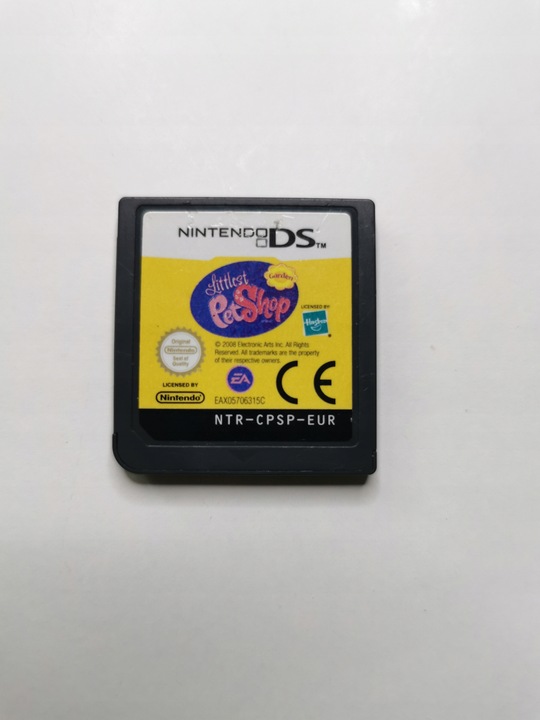 NINTENDO DS™
Garden
Littlest
PetShop
LICENSED BY
Hasbro
Original
Nintendo
Seal of
Quality
© 2008 Electronic Arts Inc. All Rights
Reserved. All trademarks are the property
of their respective owners.
LICENSED BY
Nintendo
EA
CE
EAX05706315C
NTR-CPSP-EUR